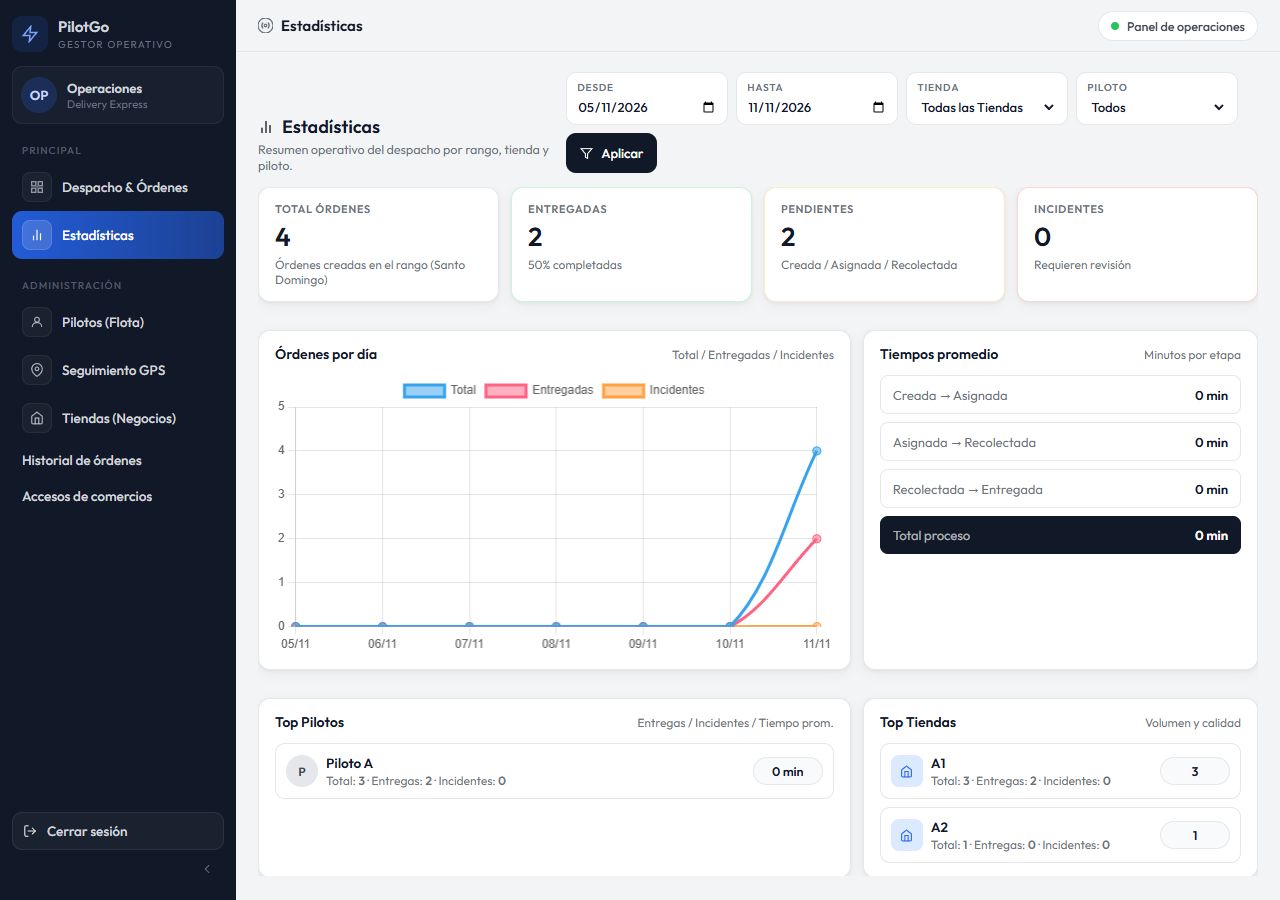 PilotGo
GESTOR OPERATIVO
OP
Operaciones
Delivery Express
PRINCIPAL
Despacho & Órdenes
Estadísticas
ADMINISTRACIÓN
Pilotos (Flota)
Seguimiento GPS
Tiendas (Negocios)
Historial de órdenes
Accesos de comercios
Cerrar sesión
Estadísticas
Panel de operaciones
Estadísticas
Resumen operativo del despacho por rango, tienda y
piloto.
DESDE
05/11/2026
HASTA
11/11/2026
TIENDA
Todas las Tiendas
PILOTO
Todos
Aplicar
TOTAL ÓRDENES
4
Órdenes creadas en el rango (Santo
Domingo)
ENTREGADAS
2
50% completadas
PENDIENTES
2
Creada / Asignada / Recolectada
INCIDENTES
0
Requieren revisión
Órdenes por día
Total / Entregadas / Incidentes
Total Entregadas Incidentes
5
4
3
2
1
0
05/11 06/11 07/11 08/11 09/11 10/11 11/11
Tiempos promedio
Minutos por etapa
Creada → Asignada 0 min
Asignada → Recolectada 0 min
Recolectada → Entregada 0 min
Total proceso 0 min
Top Pilotos
Entregas / Incidentes / Tiempo prom.
P
Piloto A
Total: 3 · Entregas: 2 · Incidentes: 0
0 min
Top Tiendas
Volumen y calidad
A1
Total: 3 · Entregas: 2 · Incidentes: 0
3
A2
Total: 1 · Entregas: 0 · Incidentes: 0
1